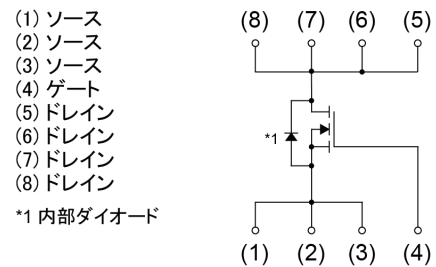 (1) ソース
(2) ソース
(3) ソース
(4) ゲート
(5) ドレイン
(6) ドレイン
(7) ドレイン
(8) ドレイン
*1 内部ダイオード
(8) (7) (6) (5)
*1
(1) (2) (3) (4)